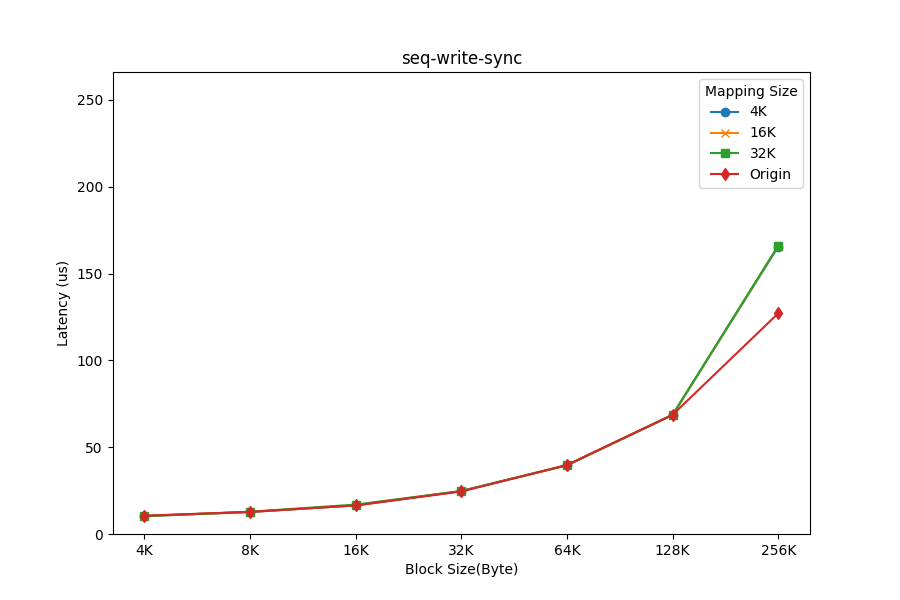 seq-write-sync
Mapping Size
4K
16K
32K
Origin
250
200
150
100
50
0
Latency (us)
4K 8K 16K 32K 64K 128K 256K
Block Size(Byte)